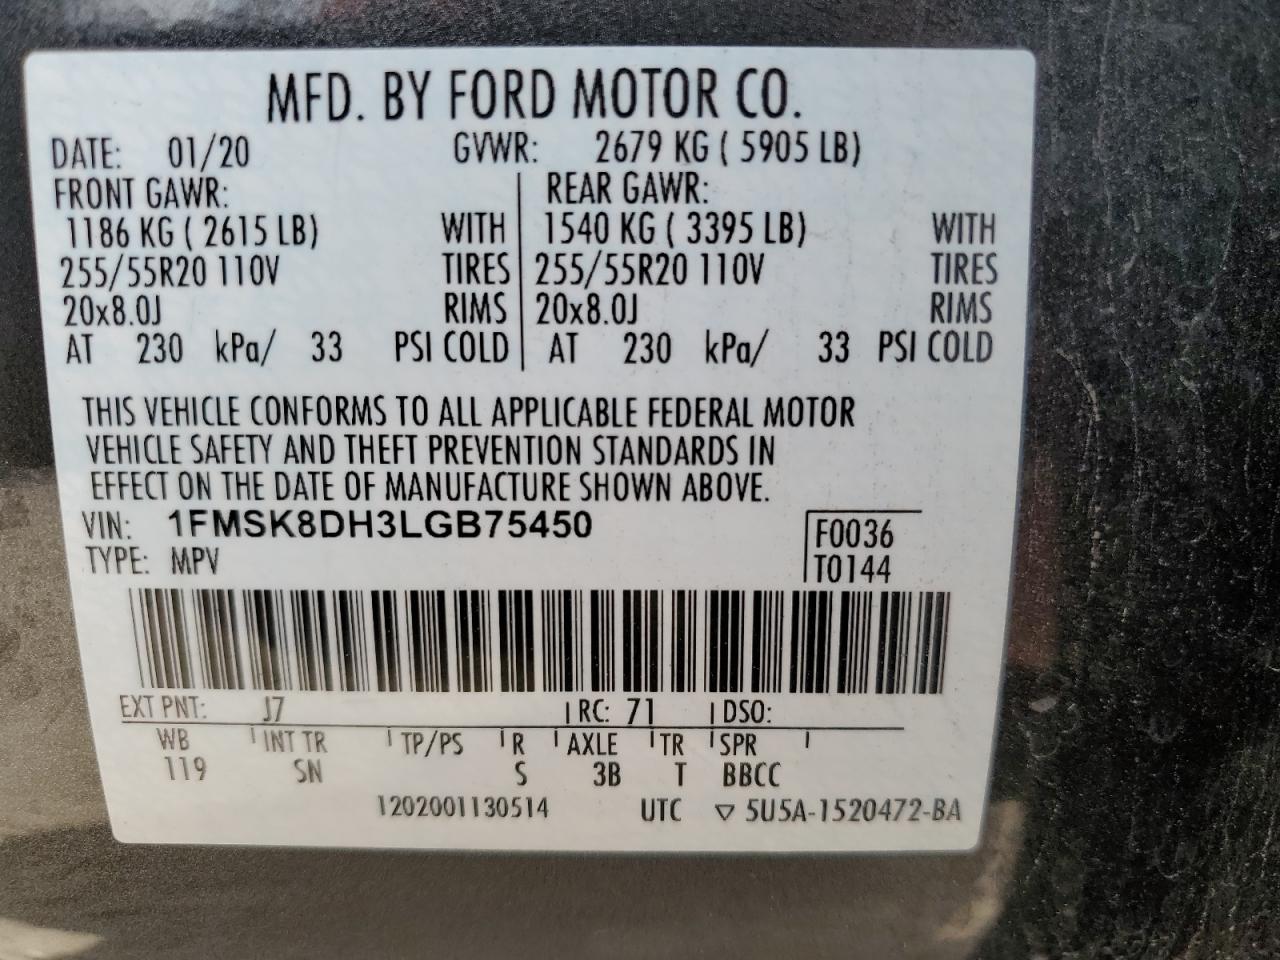 MFD. BY FORD MOTOR CO.
DATE: 01/20 GVWR: 2679 KG ( 5905 LB)
FRONT GAWR: REAR GAWR:
1186 KG ( 2615 LB) WITH 1540 KG ( 3395 LB) WITH
255/55R20 110V TIRES 255/55R20 110V TIRES
20x8.0J RIMS 20x8.0J RIMS
AT 230 kPa/ 33 PSI COLD AT 230 kPa/ 33 PSI COLD
THIS VEHICLE CONFORMS TO ALL APPLICABLE FEDERAL MOTOR
VEHICLE SAFETY AND THEFT PREVENTION STANDARDS IN
EFFECT ON THE DATE OF MANUFACTURE SHOWN ABOVE.
VIN: 1FMSK8DH3LGB75450 F0036
TYPE: MPV T0144
EXT PNT: J7 RC: 71 DSO:
WB INT TR TP/PS R AXLE TR SPR
119 SN S 3B T BBCC
1202001130514 UTC ▽ 5U5A-1520472-BA